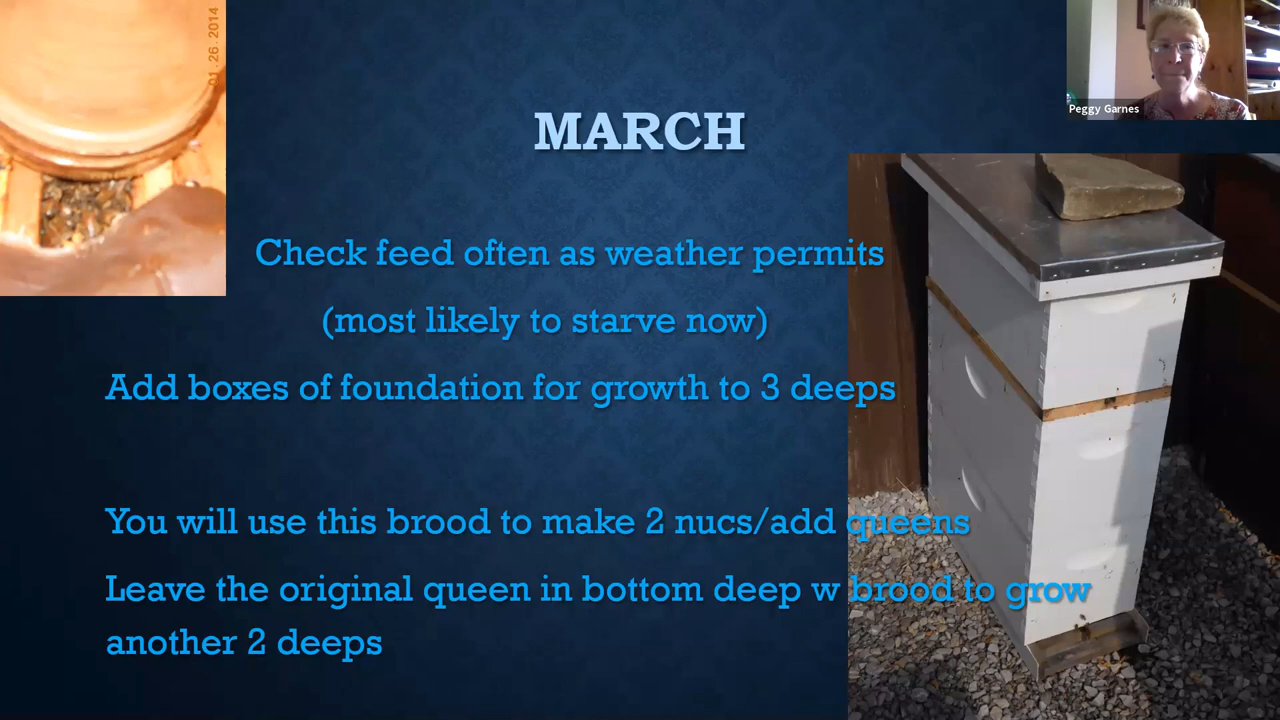 01.26.2014
Peggy Garnes
MARCH
Check feed often as weather permits
(most likely to starve now)
Add boxes of foundation for growth to 3 deeps
You will use this brood to make 2 nucs/add queens
Leave the original queen in bottom deep w brood to grow
another 2 deeps